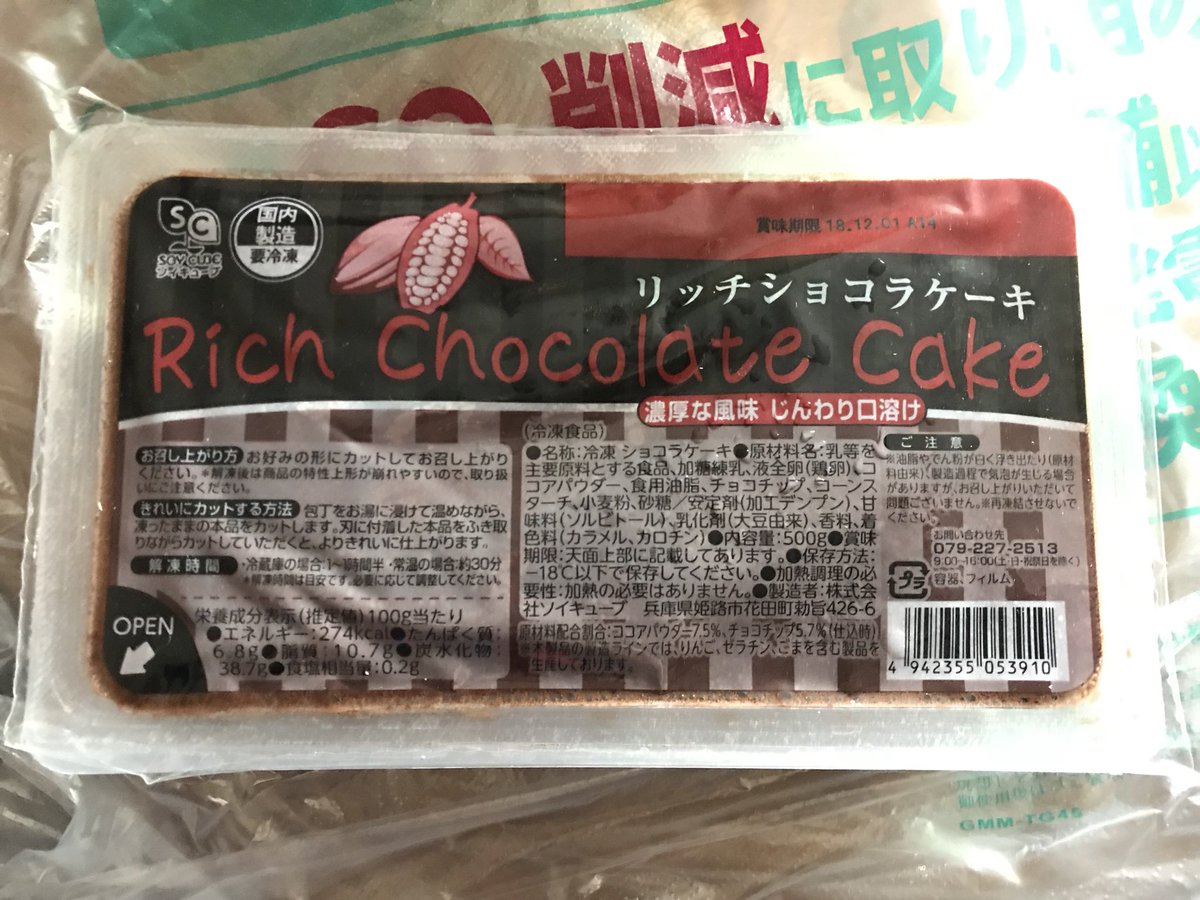 削減に取り組み
SC
SOY CUBE
ソイキューブ
国内
製造
要冷凍
賞味期限 18.12.01 A14
リッチショコラケーキ
Rich Chocolate Cake
濃厚な風味 じんわり口溶け
お召し上がり方 お好みの形にカットしてお召し上がり
ください。※解凍後は商品の特性上形が崩れやすいので、取り扱
いにご注意ください。
きれいにカットする方法 包丁をお湯に浸けて温めながら、
凍ったままの本品をカットします。刃に付着した本品をふき取
りながらカットしていただくと、よりきれいに仕上がります。
解凍時間 ・冷蔵庫の場合:1~1時間半 ・常温の場合:約30分
※解凍時間は目安です。必要に応じて調整してください。
OPEN
栄養成分表示(推定値)100g当たり
●エネルギー:274kcal●たんぱく質:
6.8g●脂質:10.7g●炭水化物:
38.7g●食塩相当量:0.2g
(冷凍食品)
●名称:冷凍 ショコラケーキ●原材料名:乳等を
主要原料とする食品、加糖練乳、液全卵(鶏卵)、コ
コアパウダー、食用油脂、チョコチップ、コーンス
ターチ、小麦粉、砂糖/安定剤(加工デンプン)、甘
味料(ソルビトール)、乳化剤(大豆由来)、香料、着
色料(カラメル、カロチン)●内容量:500g●賞味
期限:天面上部に記載してあります。●保存方法:
-18℃以下で保存してください。●加熱調理の必
要性:加熱の必要はありません。●製造者:株式会
社ソイキューブ 兵庫県姫路市花田町勅旨426-6
原材料配合割合:ココアパウダー7.5%、チョコチップ5.7%(仕込時)
※本製品の製造ラインでは、りんご、ゼラチン、ごまを含む製品を
生産しております。
ご注意
※油脂やでん粉が白く浮き出たり(原材
料由来)、製造過程で気泡が生じる場合
がありますが、お召し上がりいただいて
問題ございません。※再凍結させないで
ください。
お問い合わせ先
079-227-2513
9:00~16:00(土・日・祝祭日を除く)
プラ
容器、フィルム
4 942355 053910
GMM-TG45